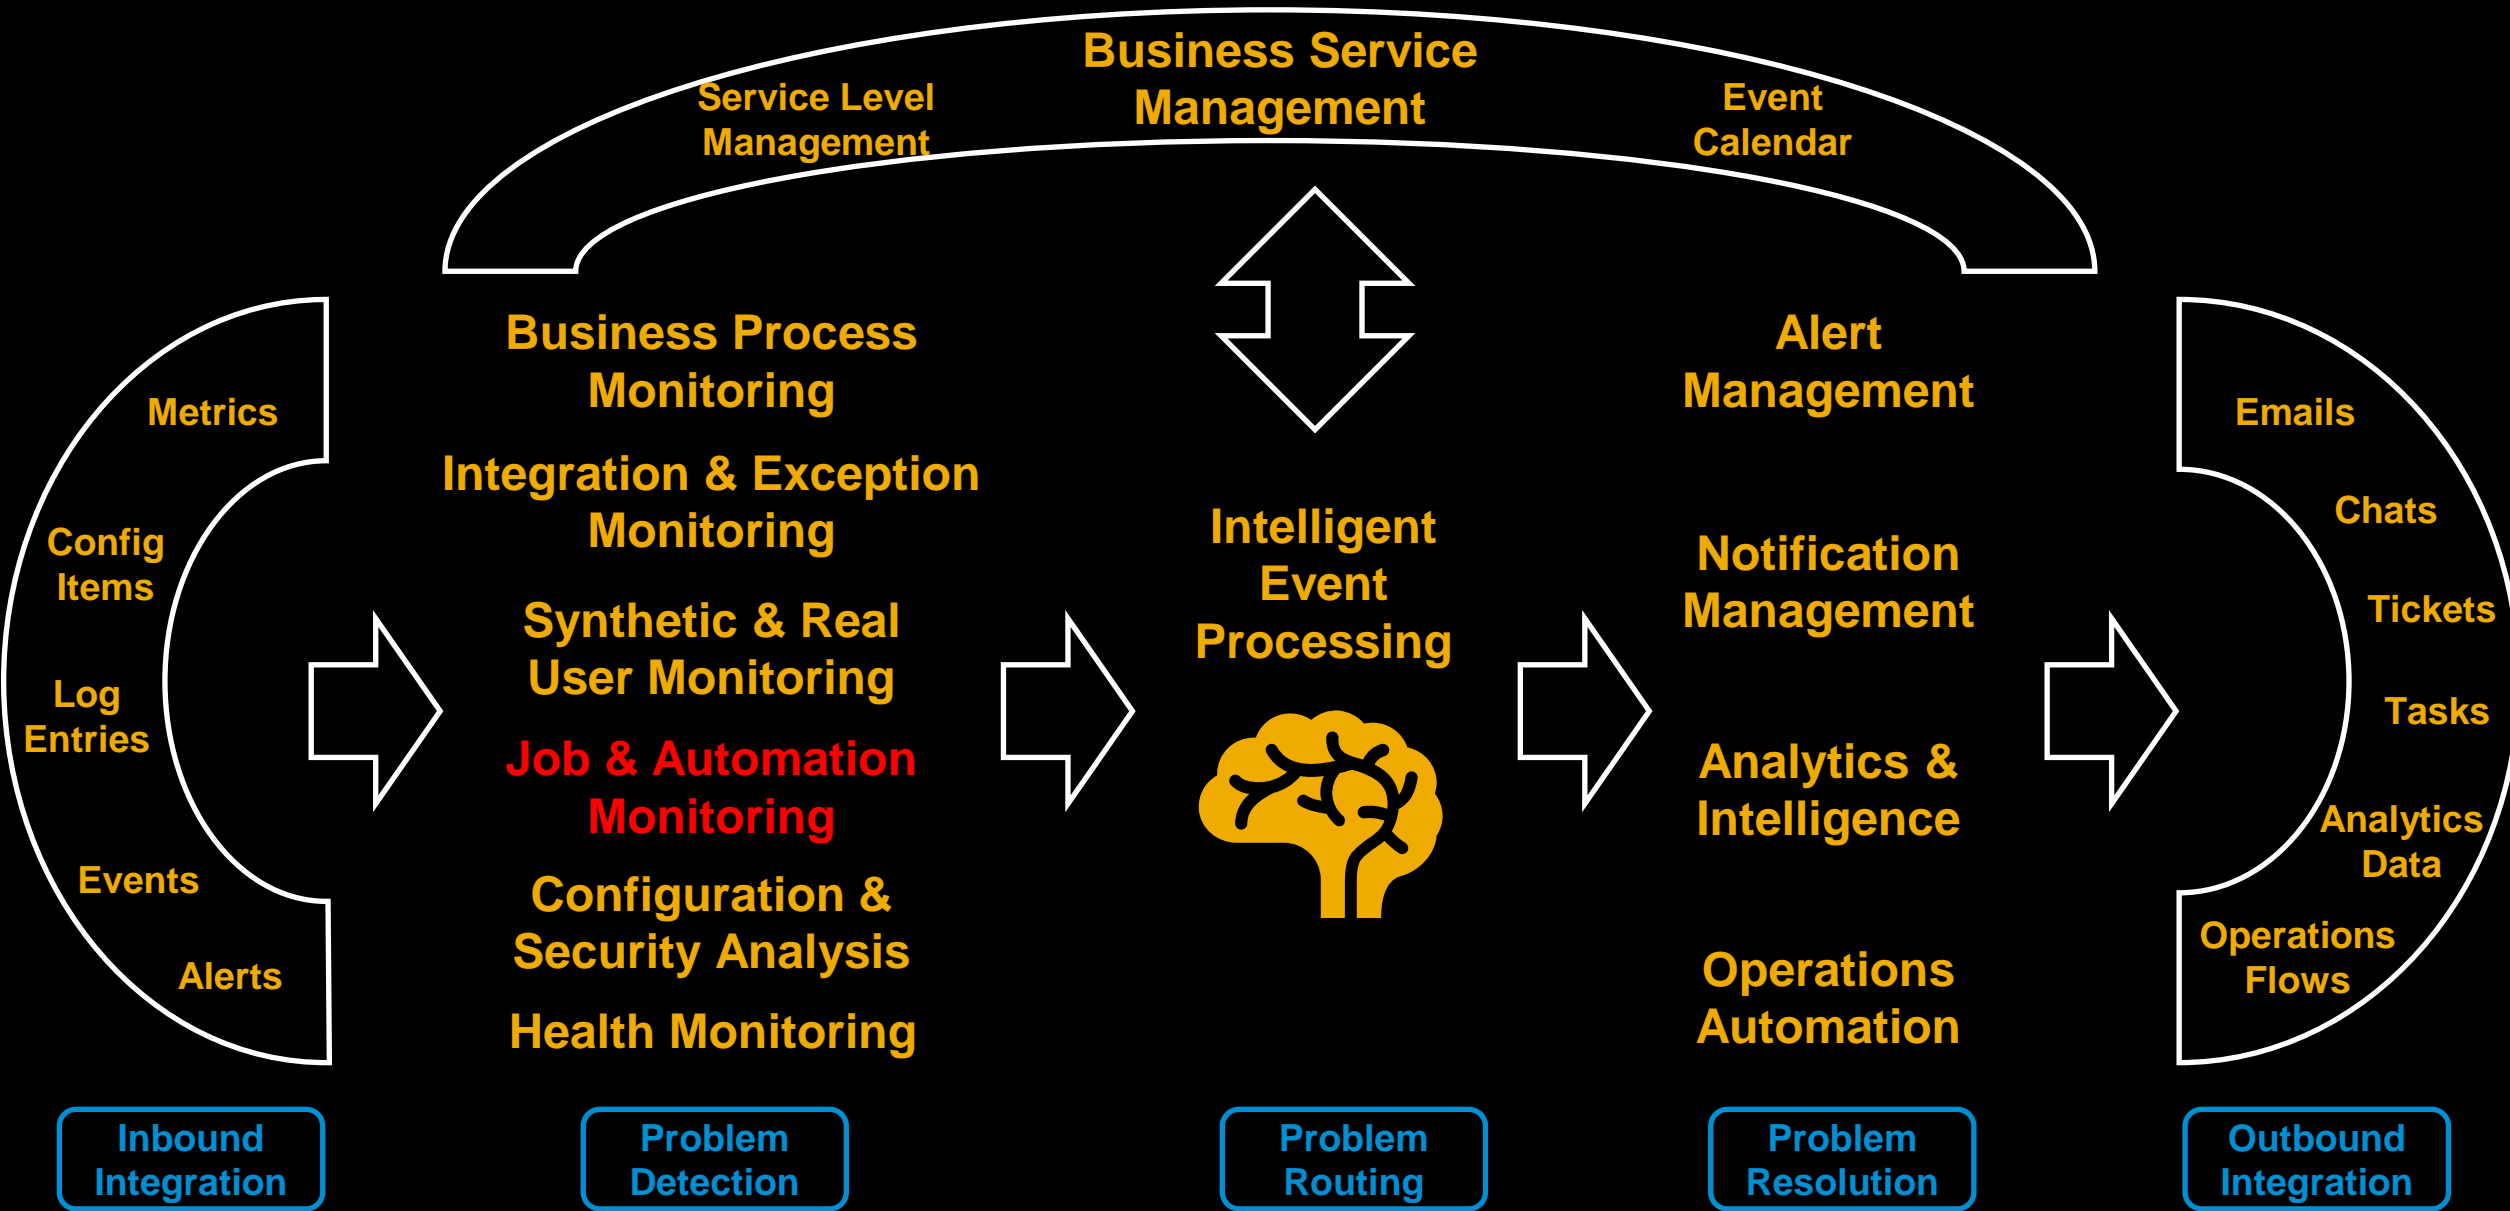 Business Service
Management
Service Level
Management
Event
Calendar
Metrics
Config
Items
Log
Entries
Events
Alerts
Business Process
Monitoring
Integration & Exception
Monitoring
Synthetic & Real
User Monitoring
Job & Automation
Monitoring
Configuration &
Security Analysis
Health Monitoring
Intelligent
Event
Processing
Alert
Management
Notification
Management
Analytics &
Intelligence
Operations
Automation
Emails
Chats
Tickets
Tasks
Analytics
Data
Operations
Flows
Inbound
Integration
Problem
Detection
Problem
Routing
Problem
Resolution
Outbound
Integration